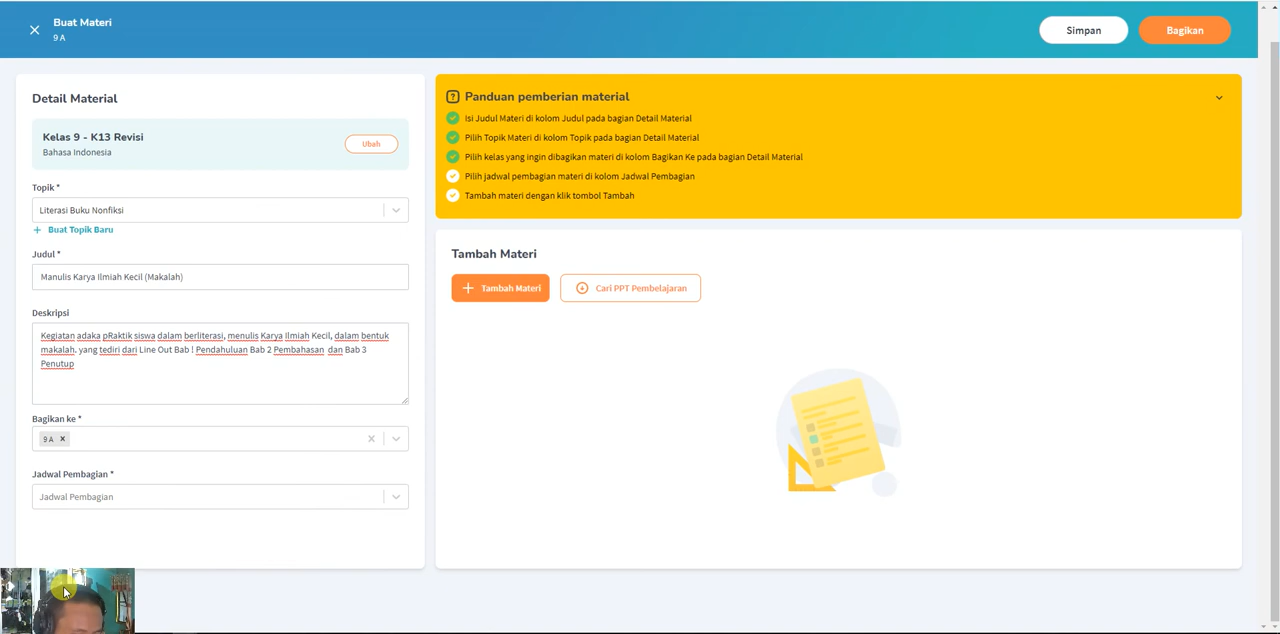 Buat Materi
9 A
Simpan
Bagikan
Detail Material
Kelas 9 - K13 Revisi
Bahasa Indonesia
Ubah
Topik *
Literasi Buku Nonfiksi
+ Buat Topik Baru
Judul *
Manulis Karya Ilmiah Kecil (Makalah)
Deskripsi
Kegiatan adaka pRaktik siswa dalam berliterasi, menulis Karya Ilmiah Kecil, dalam bentuk
makalah. yang tediri dari Line Out Bab ! Pendahuluan Bab 2 Pembahasan dan Bab 3
Penutup
Bagikan ke *
9 A
Jadwal Pembagian *
Jadwal Pembagian
Panduan pemberian material
Isi Judul Materi di kolom Judul pada bagian Detail Material
Pilih Topik Materi di kolom Topik pada bagian Detail Material
Pilih kelas yang ingin dibagikan materi di kolom Bagikan Ke pada bagian Detail Material
Pilih jadwal pembagian materi di kolom Jadwal Pembagian
Tambah materi dengan klik tombol Tambah
Tambah Materi
+ Tambah Materi
Cari PPT Pembelajaran